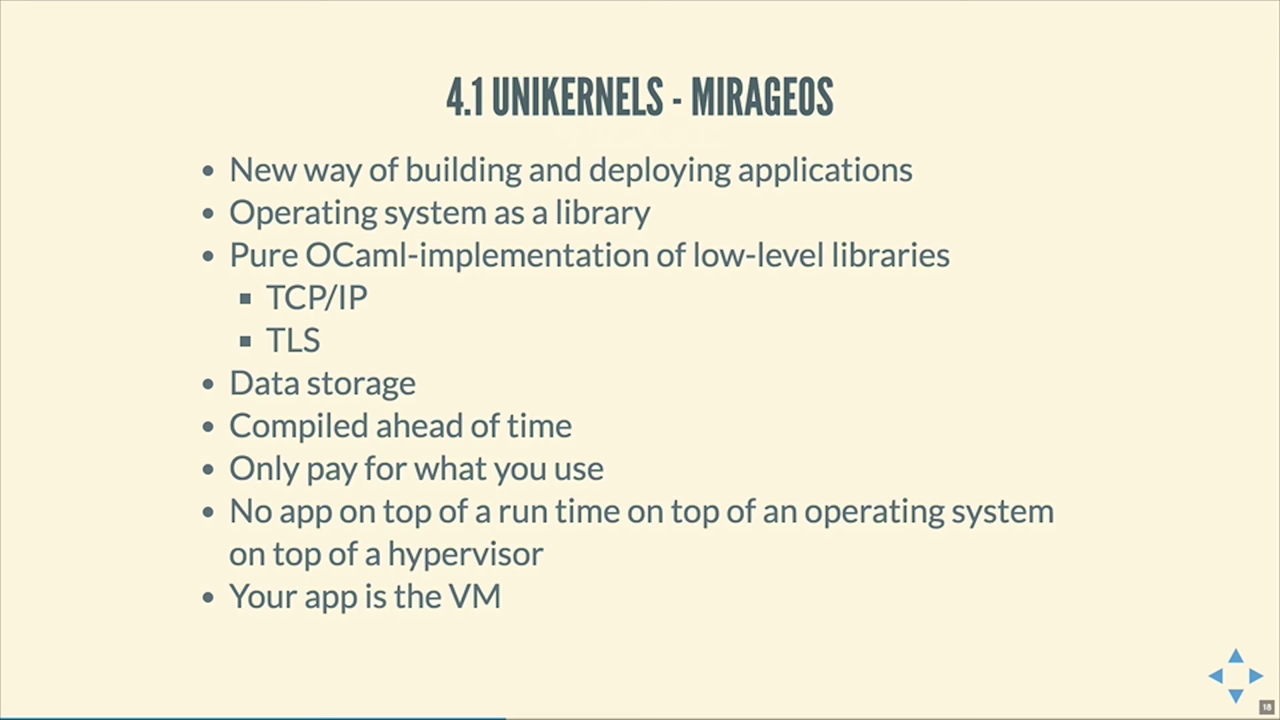 4.1 UNIKERNELS - MIRAGEOS
New way of building and deploying applications
Operating system as a library
Pure OCaml-implementation of low-level libraries
TCP/IP
TLS
Data storage
Compiled ahead of time
Only pay for what you use
No app on top of a run time on top of an operating system
on top of a hypervisor
Your app is the VM
18